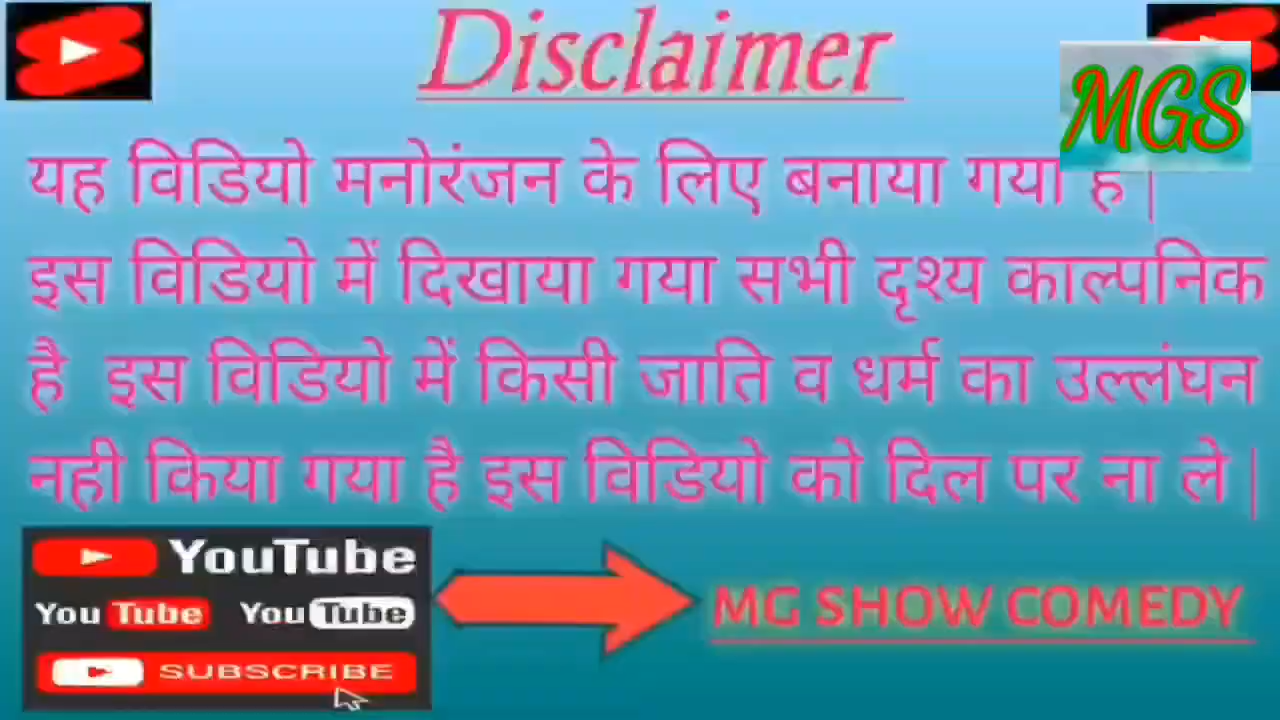 Disclaimer
MGS
यह विडियो मनोरंजन के लिए बनाया गया है |
इस विडियो में दिखाया गया सभी दृश्य काल्पनिक
है इस विडियो में किसी जाति व धर्म का उल्लंघन
नही किया गया है इस विडियो को दिल पर ना ले |
YouTube
You Tube You Tube
SUBSCRIBE
MG SHOW COMEDY